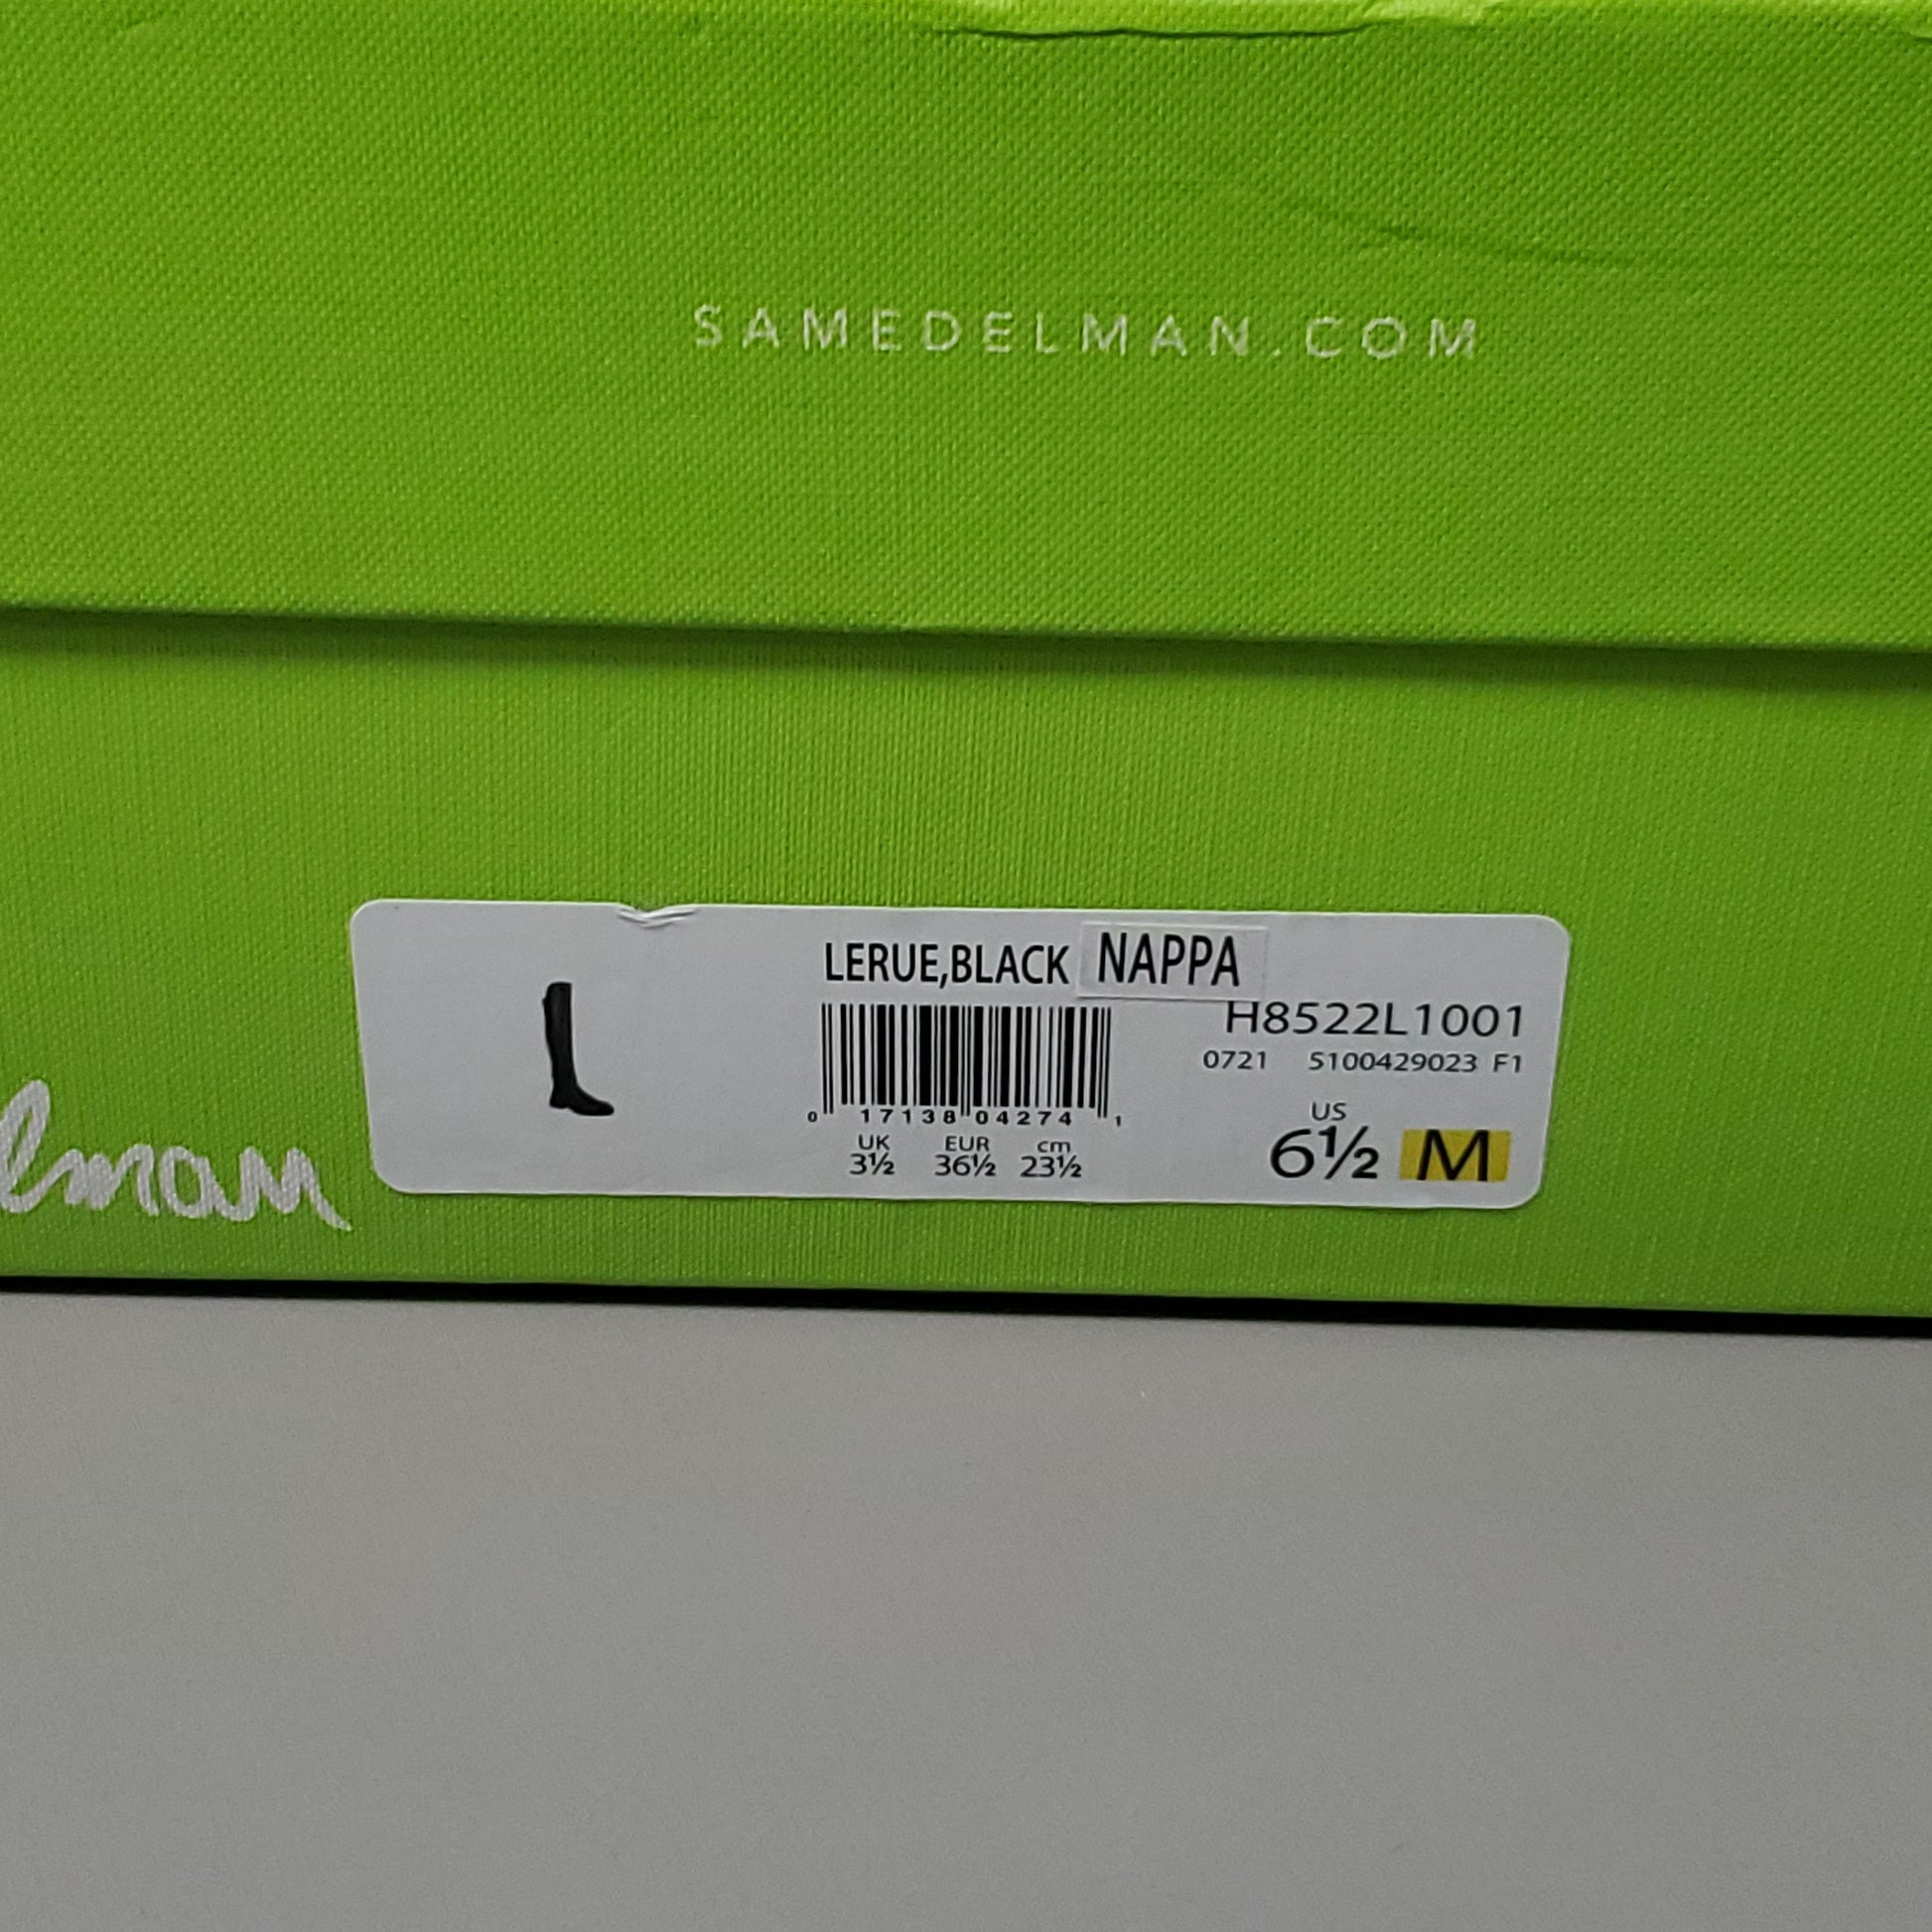 SAMEDELMAN.COM
LERUE,BLACK NAPPA
H8522L1001
0721 5100429023 F1
0 17138 04274 1
UK EUR cm
3½ 36½ 23½
US
6½ M
elman